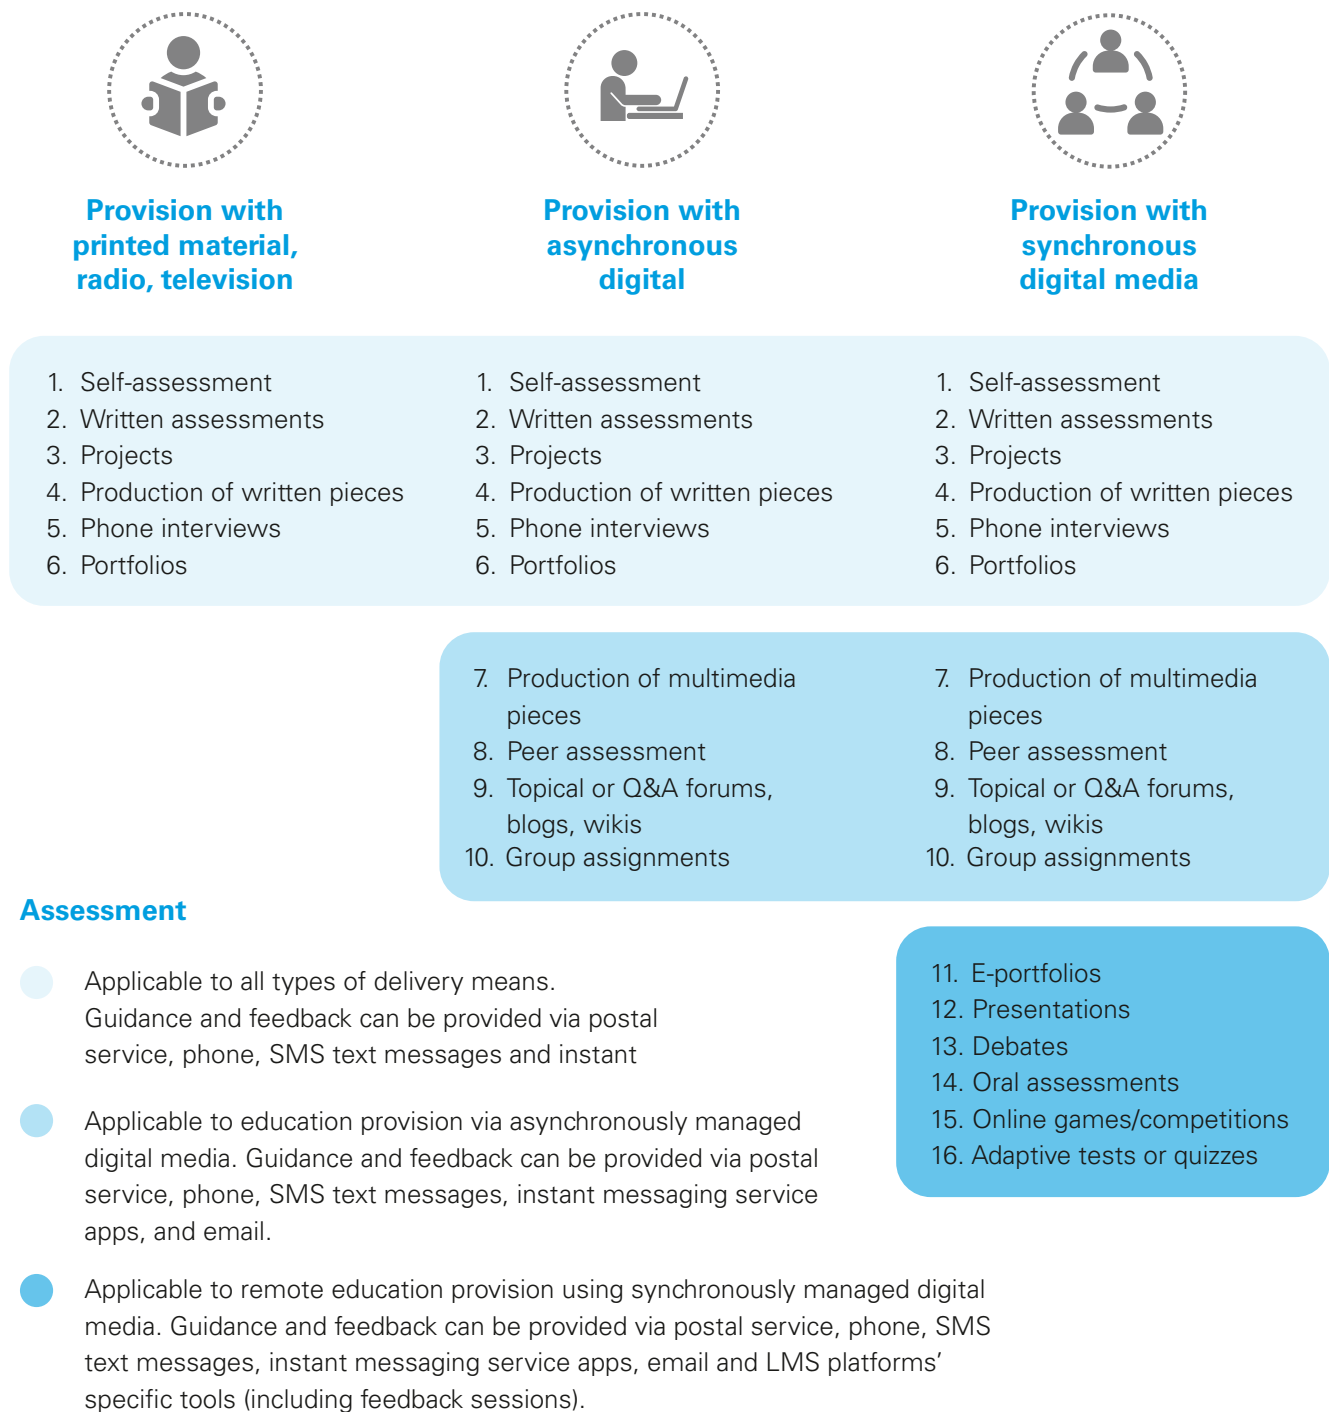 Provision with
printed material,
radio, television
Provision with
asynchronous
digital
Provision with
synchronous
digital media
1. Self-assessment
2. Written assessments
3. Projects
4. Production of written pieces
5. Phone interviews
6. Portfolios
1. Self-assessment
2. Written assessments
3. Projects
4. Production of written pieces
5. Phone interviews
6. Portfolios
1. Self-assessment
2. Written assessments
3. Projects
4. Production of written pieces
5. Phone interviews
6. Portfolios
7. Production of multimedia
pieces
8. Peer assessment
9. Topical or Q&A forums,
blogs, wikis
10. Group assignments
7. Production of multimedia
pieces
8. Peer assessment
9. Topical or Q&A forums,
blogs, wikis
10. Group assignments
11. E-portfolios
12. Presentations
13. Debates
14. Oral assessments
15. Online games/competitions
16. Adaptive tests or quizzes
Assessment
Applicable to all types of delivery means.
Guidance and feedback can be provided via postal
service, phone, SMS text messages and instant
Applicable to education provision via asynchronously managed
digital media. Guidance and feedback can be provided via postal
service, phone, SMS text messages, instant messaging service
apps, and email.
Applicable to remote education provision using synchronously managed digital
media. Guidance and feedback can be provided via postal service, phone, SMS
text messages, instant messaging service apps, email and LMS platforms’
specific tools (including feedback sessions).